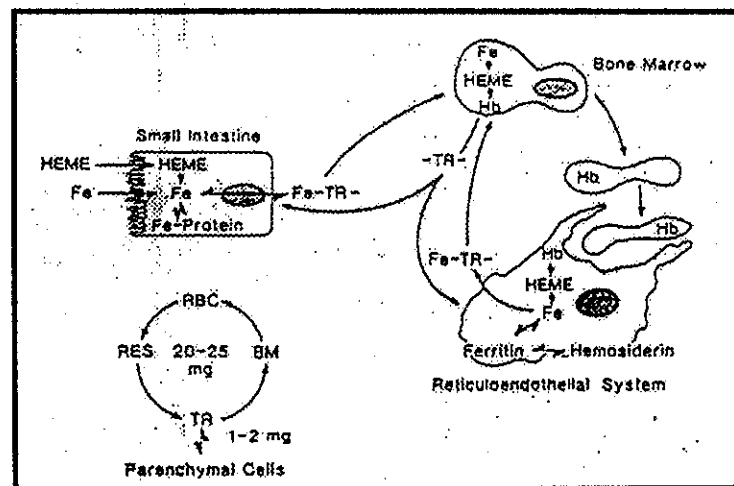 Fe
HEME
Hb
Bone Marrow
Small Intestine
HEME
HEME
Fe
Fe
Fe-TR-
Fe-Protein
-TR-
Hb
Hb
Fe-TR-
Hb
HEME
Fe
Ferritin
Hemosiderin
Reticuloendothelial System
RBC
RES
20-25
mg
BM
TR
1-2 mg
Parenchymal Cells